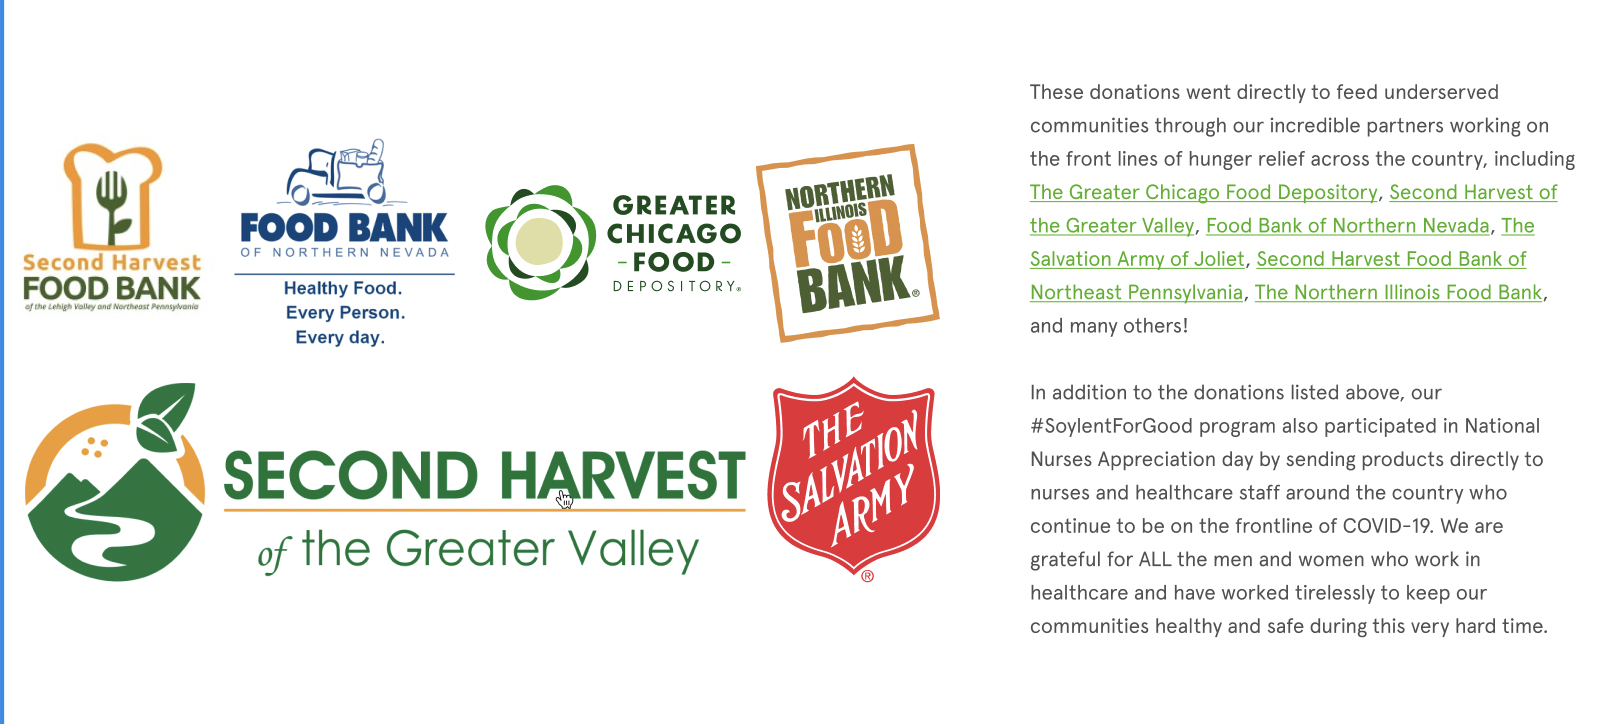 Second Harvest
FOOD BANK
of the Lehigh Valley and Northeast Pennsylvania
FOOD BANK
OF NORTHERN NEVADA
Healthy Food.
Every Person.
Every day.
GREATER
CHICAGO
-FOOD-
DEPOSITORY®
NORTHERN
ILLINOIS
FOOD
BANK®
SECOND HARVEST
of the Greater Valley
THE
SALVATION
ARMY
®
These donations went directly to feed underserved
communities through our incredible partners working on
the front lines of hunger relief across the country, including
The Greater Chicago Food Depository, Second Harvest of
the Greater Valley, Food Bank of Northern Nevada, The
Salvation Army of Joliet, Second Harvest Food Bank of
Northeast Pennsylvania, The Northern Illinois Food Bank,
and many others!
In addition to the donations listed above, our
#SoylentForGood program also participated in National
Nurses Appreciation day by sending products directly to
nurses and healthcare staff around the country who
continue to be on the frontline of COVID-19. We are
grateful for ALL the men and women who work in
healthcare and have worked tirelessly to keep our
communities healthy and safe during this very hard time.